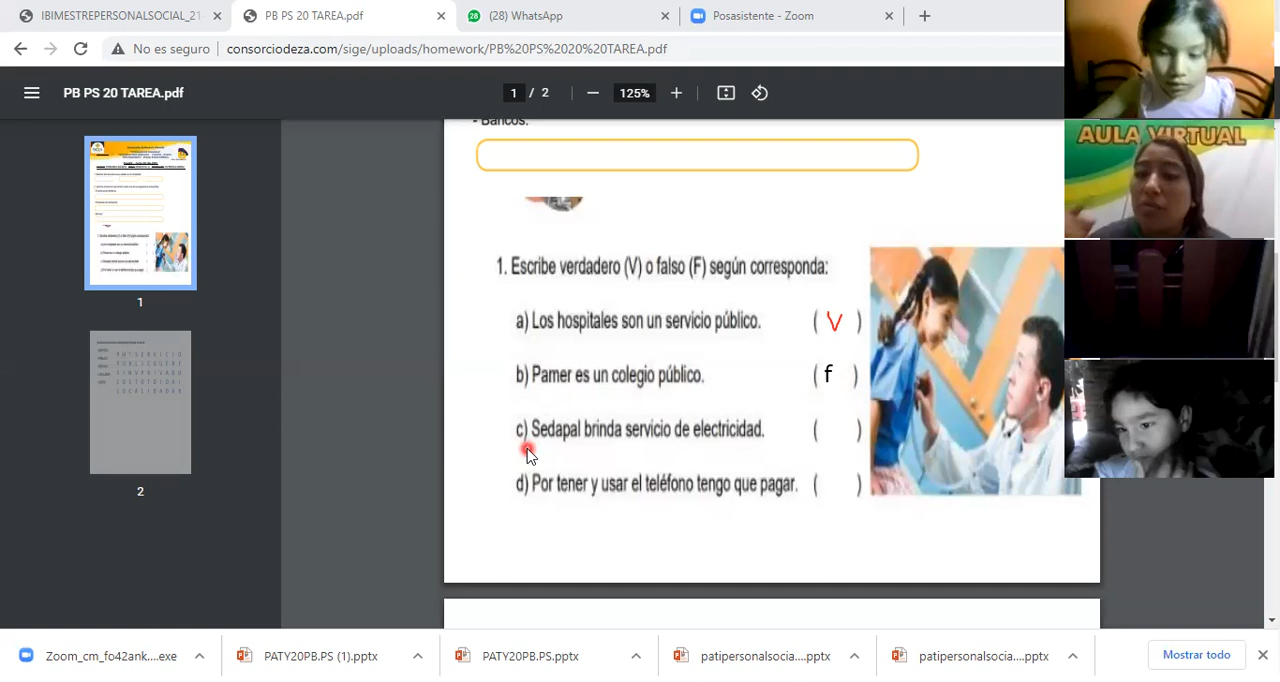 IBIMESTREPERSONALSOCIAL_21-
PB PS 20 TAREA.pdf
(28) WhatsApp
Posasistente - Zoom
No es seguro
consorciodeza.com/sige/uploads/homework/PB%20PS%2020%20TAREA.pdf
PB PS 20 TAREA.pdf
1 / 2
125%
AULA VIRTUAL
- Bancos:
1. Escribe verdadero (V) o falso (F) según corresponda:
a) Los hospitales son un servicio público. ( V )
b) Pamer es un colegio público. ( f )
c) Sedapal brinda servicio de electricidad. ( )
d) Por tener y usar el teléfono tengo que pagar. ( )
1
2
Zoom_cm_fo42ank....exe
PATY20PB.PS (1).pptx
PATY20PB.PS.pptx
patipersonalsocia....pptx
patipersonalsocia....pptx
Mostrar todo